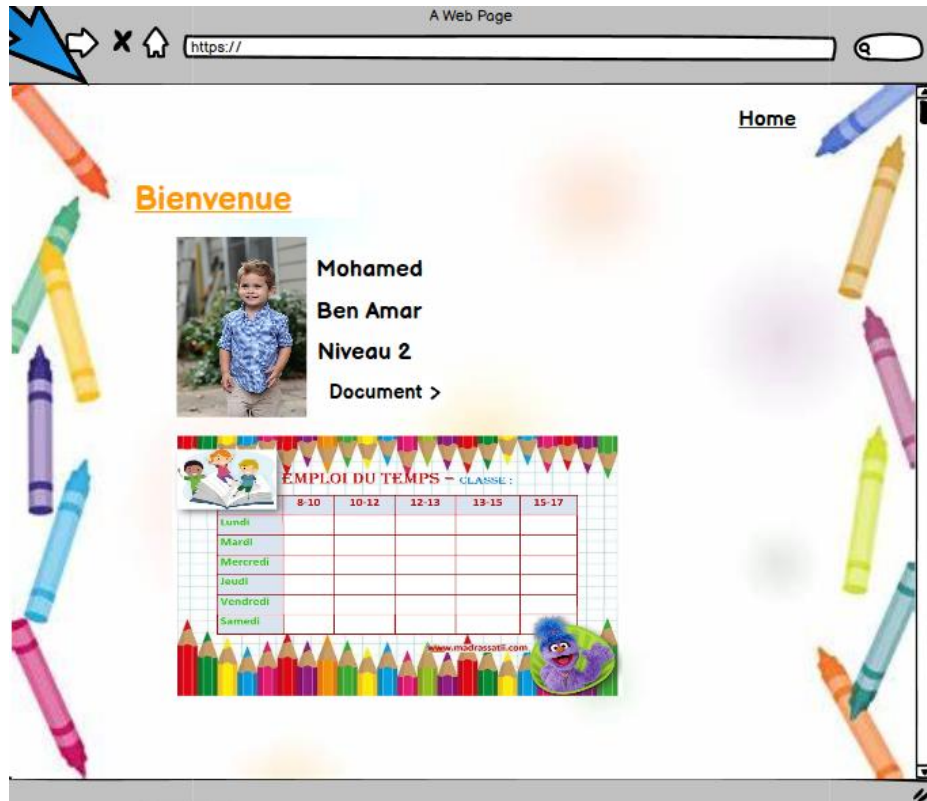 A Web Page
https://
Home
Bienvenue
Mohamed
Ben Amar
Niveau 2
Document >
EMPLOI DU TEMPS – CLASSE :
8-10 10-12 12-13 13-15 15-17
Lundi
Mardi
Mercredi
Jeudi
Vendredi
Samedi
www.madrassatii.com